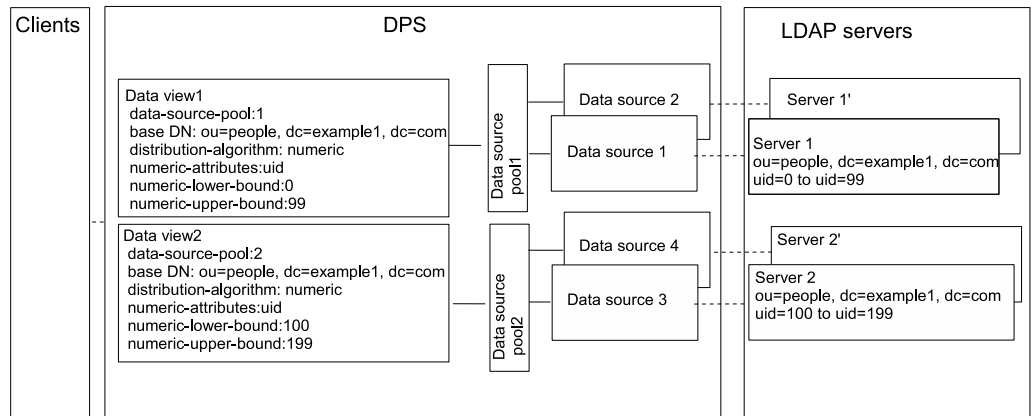 Clients
DPS
LDAP servers
Data view1
data-source-pool:1
base DN: ou=people, dc=example1, dc=com
distribution-algorithm: numeric
numeric-attributes:uid
numeric-lower-bound:0
numeric-upper-bound:99
Data source
pool1
Data source 2
Data source 1
Server 1'
Server 1
ou=people, dc=example1, dc=com
uid=0 to uid=99
Data view2
data-source-pool:2
base DN: ou=people, dc=example1, dc=com
distribution-algorithm: numeric
numeric-attributes:uid
numeric-lower-bound:100
numeric-upper-bound:199
Data source
pool2
Data source 4
Data source 3
Server 2'
Server 2
ou=people, dc=example1, dc=com
uid=100 to uid=199